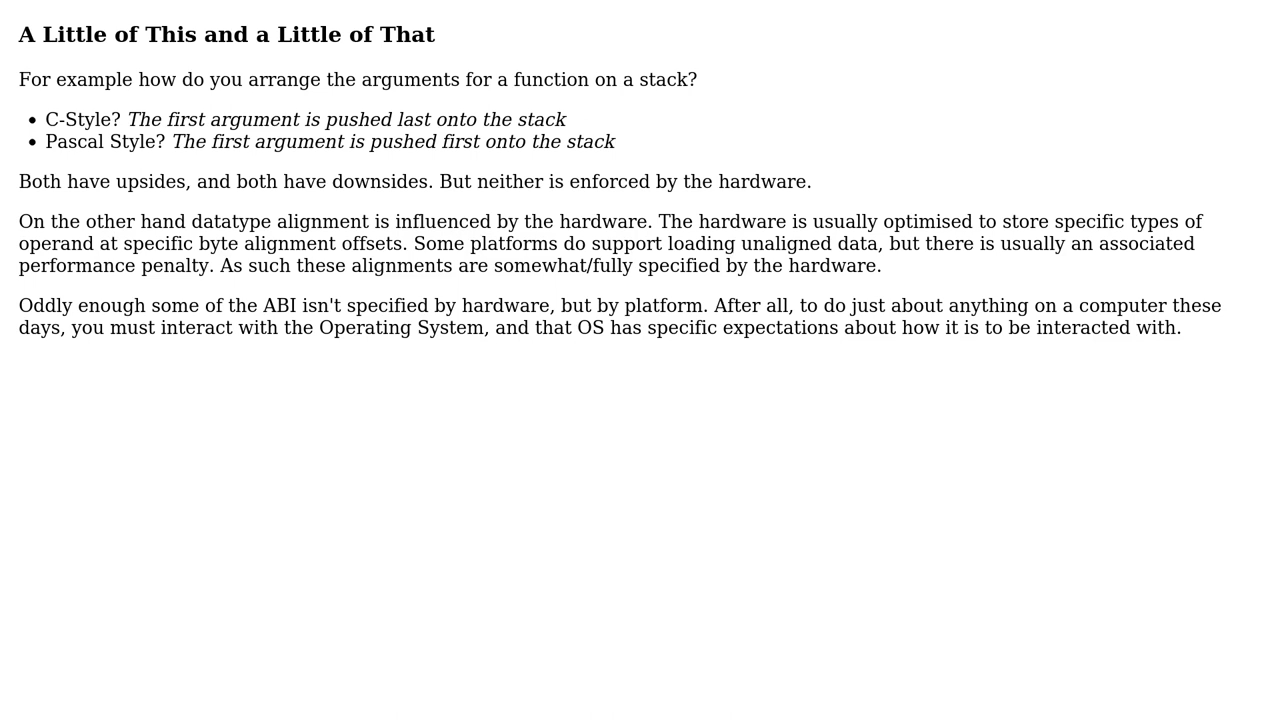 A Little of This and a Little of That
For example how do you arrange the arguments for a function on a stack?
• C-Style? The first argument is pushed last onto the stack
• Pascal Style? The first argument is pushed first onto the stack
Both have upsides, and both have downsides. But neither is enforced by the hardware.
On the other hand datatype alignment is influenced by the hardware. The hardware is usually optimised to store specific types of
operand at specific byte alignment offsets. Some platforms do support loading unaligned data, but there is usually an associated
performance penalty. As such these alignments are somewhat/fully specified by the hardware.
Oddly enough some of the ABI isn't specified by hardware, but by platform. After all, to do just about anything on a computer these
days, you must interact with the Operating System, and that OS has specific expectations about how it is to be interacted with.